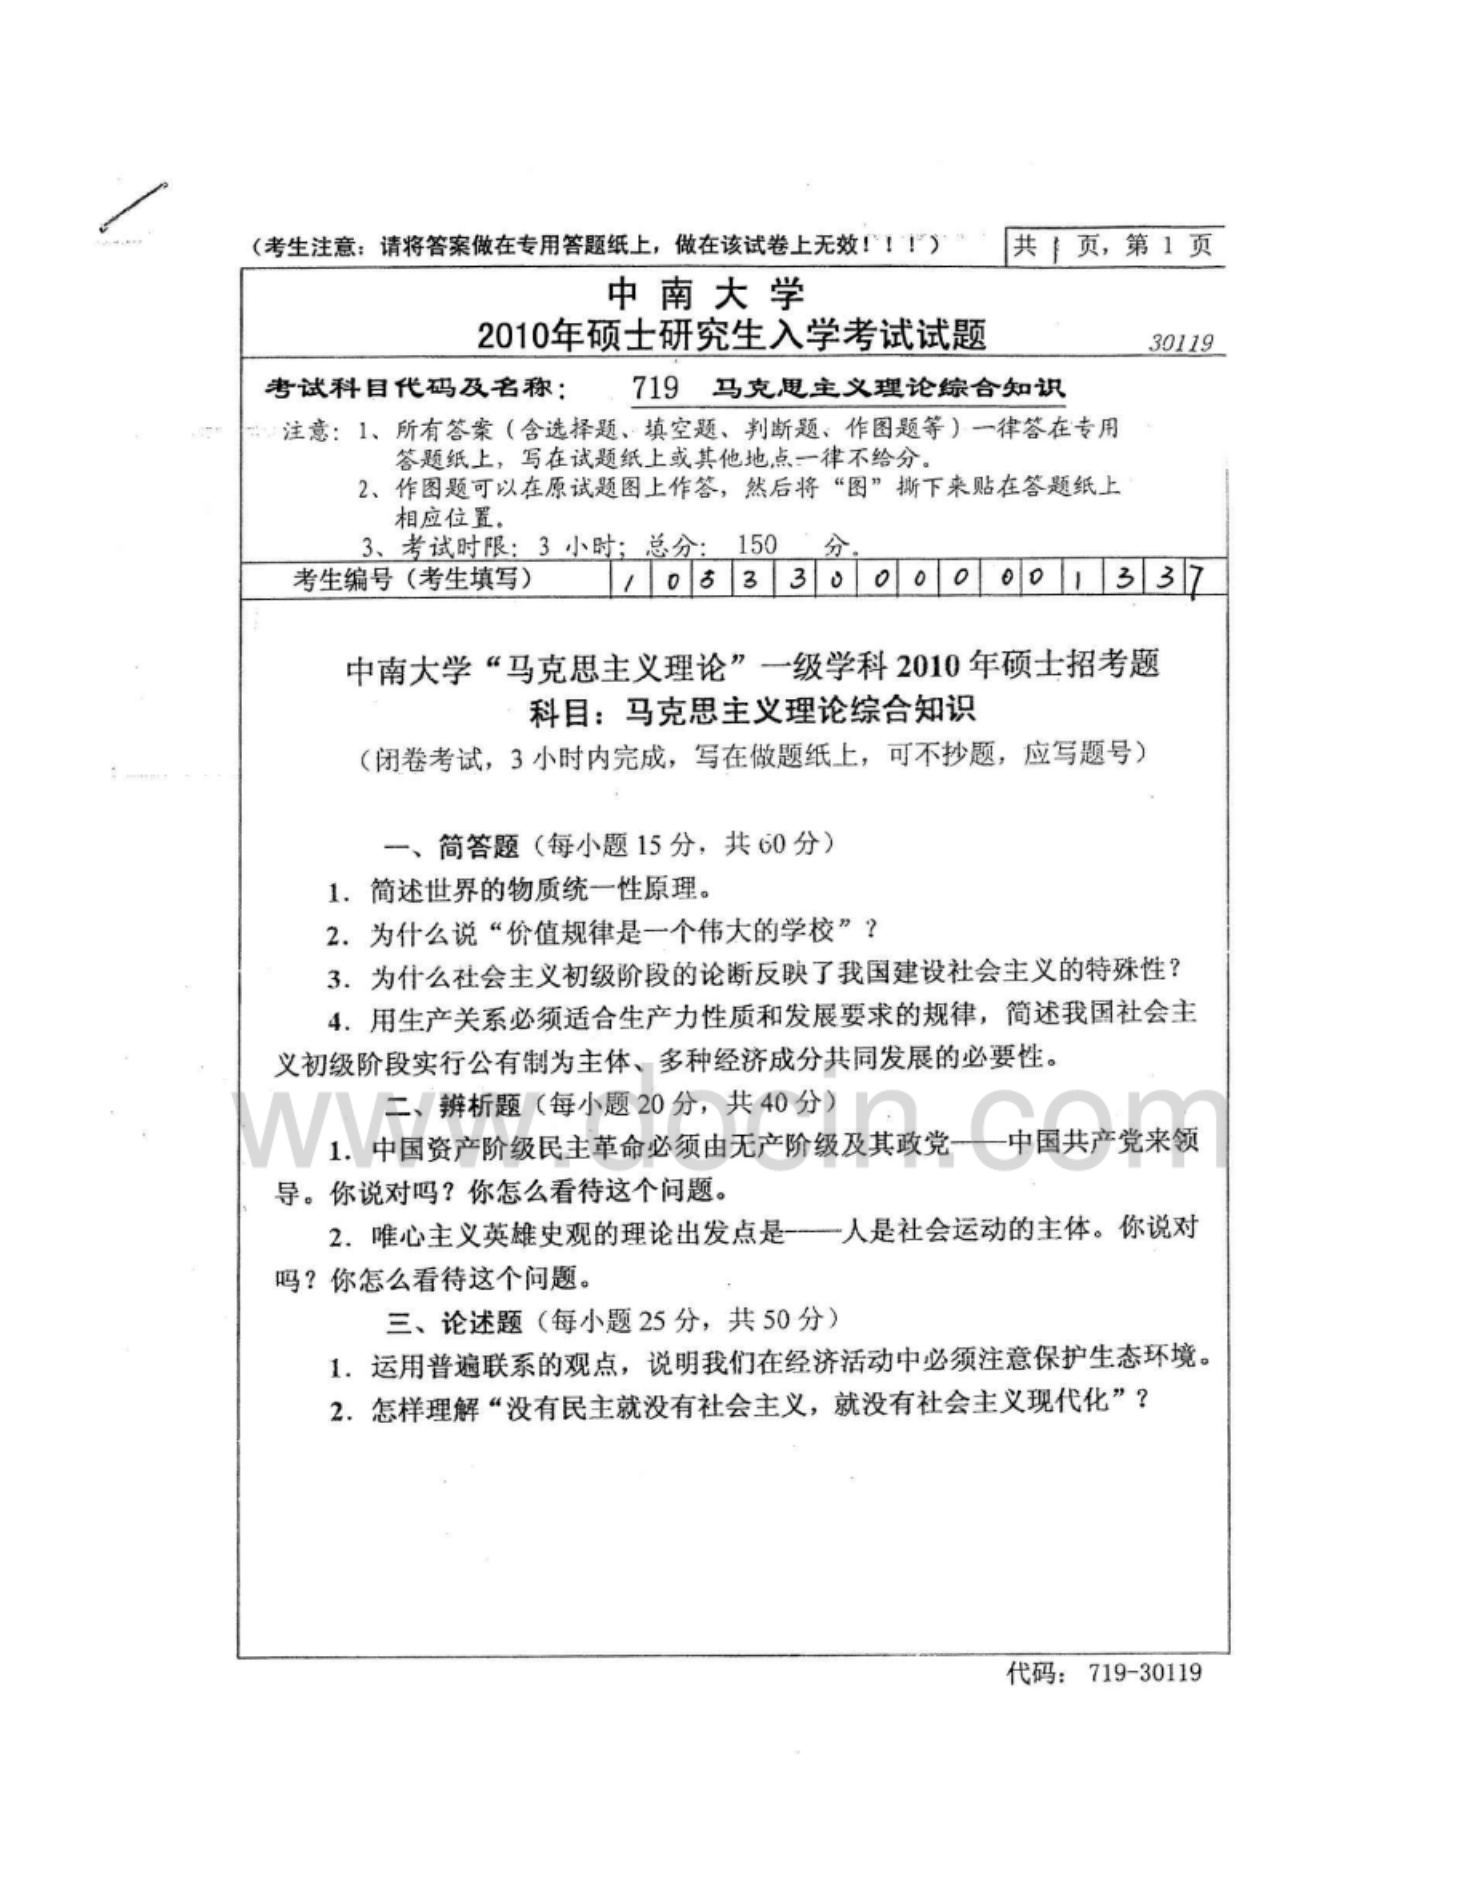 （考生注意：请将答案做在专用答题纸上，做在该试卷上无效！！！）
共 1 页，第 1 页
中 南 大 学
2010年硕士研究生入学考试试题
30119
考试科目代码及名称： 719 马克思主义理论综合知识
注意：1、所有答案（含选择题、填空题、判断题、作图题等）一律答在专用
答题纸上，写在试题纸上或其他地点一律不给分。
2、作图题可以在原试题图上作答，然后将“图”撕下来贴在答题纸上
相应位置。
3、考试时限：3 小时；总分： 150 分。
考生编号（考生填写） 1 0 5 3 3 0 0 0 0 0 0 1 3 3 7
中南大学“马克思主义理论”一级学科 2010 年硕士招考题
科目：马克思主义理论综合知识
（闭卷考试，3 小时内完成，写在做题纸上，可不抄题，应写题号）
一、简答题（每小题 15 分，共 60 分）
1．简述世界的物质统一性原理。
2．为什么说“价值规律是一个伟大的学校”？
3．为什么社会主义初级阶段的论断反映了我国建设社会主义的特殊性？
4．用生产关系必须适合生产力性质和发展要求的规律，简述我国社会主
义初级阶段实行公有制为主体、多种经济成分共同发展的必要性。
www.docin.com
二、辨析题（每小题 20 分，共 40 分）
1．中国资产阶级民主革命必须由无产阶级及其政党——中国共产党来领
导。你说对吗？你怎么看待这个问题。
2．唯心主义英雄史观的理论出发点是——人是社会运动的主体。你说对
吗？你怎么看待这个问题。
三、论述题（每小题 25 分，共 50 分）
1．运用普遍联系的观点，说明我们在经济活动中必须注意保护生态环境。
2．怎样理解“没有民主就没有社会主义，就没有社会主义现代化”？
代码： 719-30119